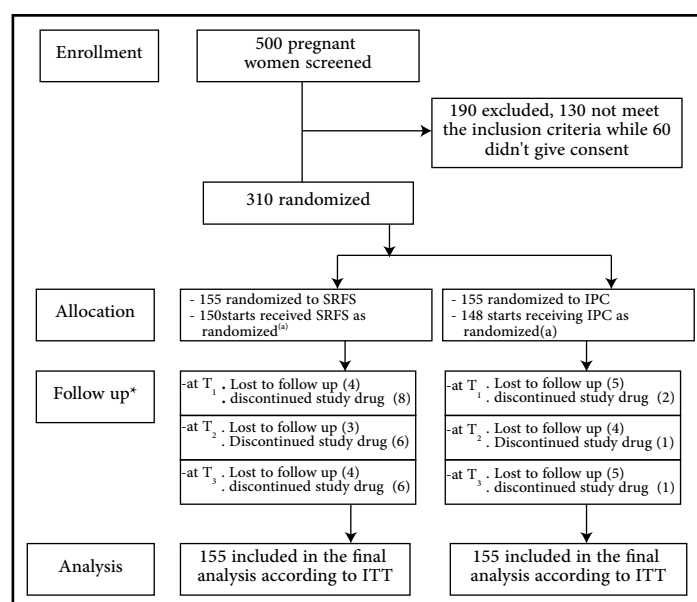 Enrollment
500 pregnant
women screened
190 excluded, 130 not meet
the inclusion criteria while 60
didn't give consent
310 randomized
Allocation
- 155 randomized to SRFS
- 150starts received SRFS as
randomized(a)
- 155 randomized to IPC
- 148 starts receiving IPC as
randomized(a)
Follow up*
-at T1 . Lost to follow up (4)
. discontinued study drug (8)
-at T2 . Lost to follow up (3)
. Discontinued study drug (6)
-at T3 . Lost to follow up (4)
. discontinued study drug (6)
-at T1 . Lost to follow up (5)
. discontinued study drug (2)
-at T2 . Lost to follow up (4)
. Discontinued study drug (1)
-at T3 . Lost to follow up (5)
. discontinued study drug (1)
Analysis
155 included in the final
analysis according to ITT
155 included in the final
analysis according to ITT